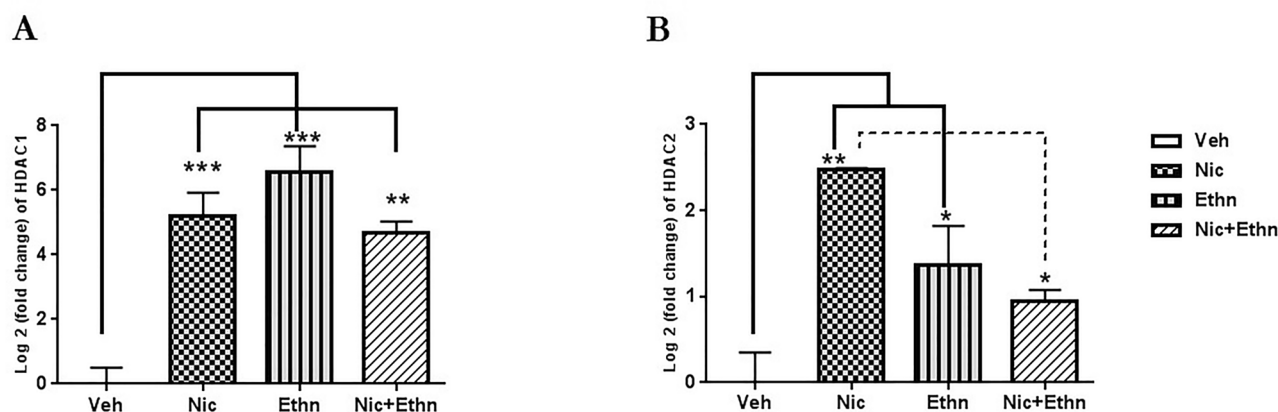 A
Log 2 (fold change) of HDAC1
8
6
4
2
0
***
***
**
Veh
Nic
Ethn
Nic+Ethn
B
Log 2 (fold change) of HDAC2
3
2
1
0
**
*
*
Veh
Nic
Ethn
Nic+Ethn
Veh
Nic
Ethn
Nic+Ethn